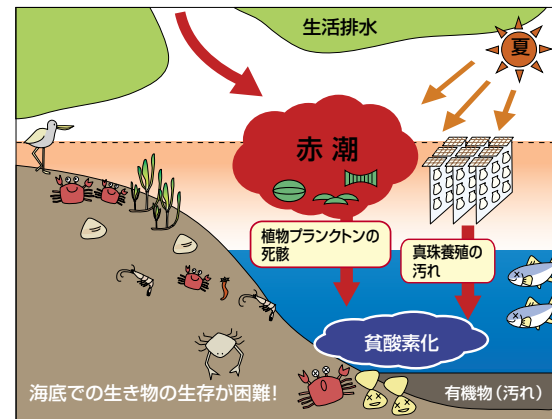 生活排水
夏
赤潮
植物プランクトンの
死骸
真珠養殖の
汚れ
貧酸素化
海底での生き物の生存が困難!
有機物(汚れ)